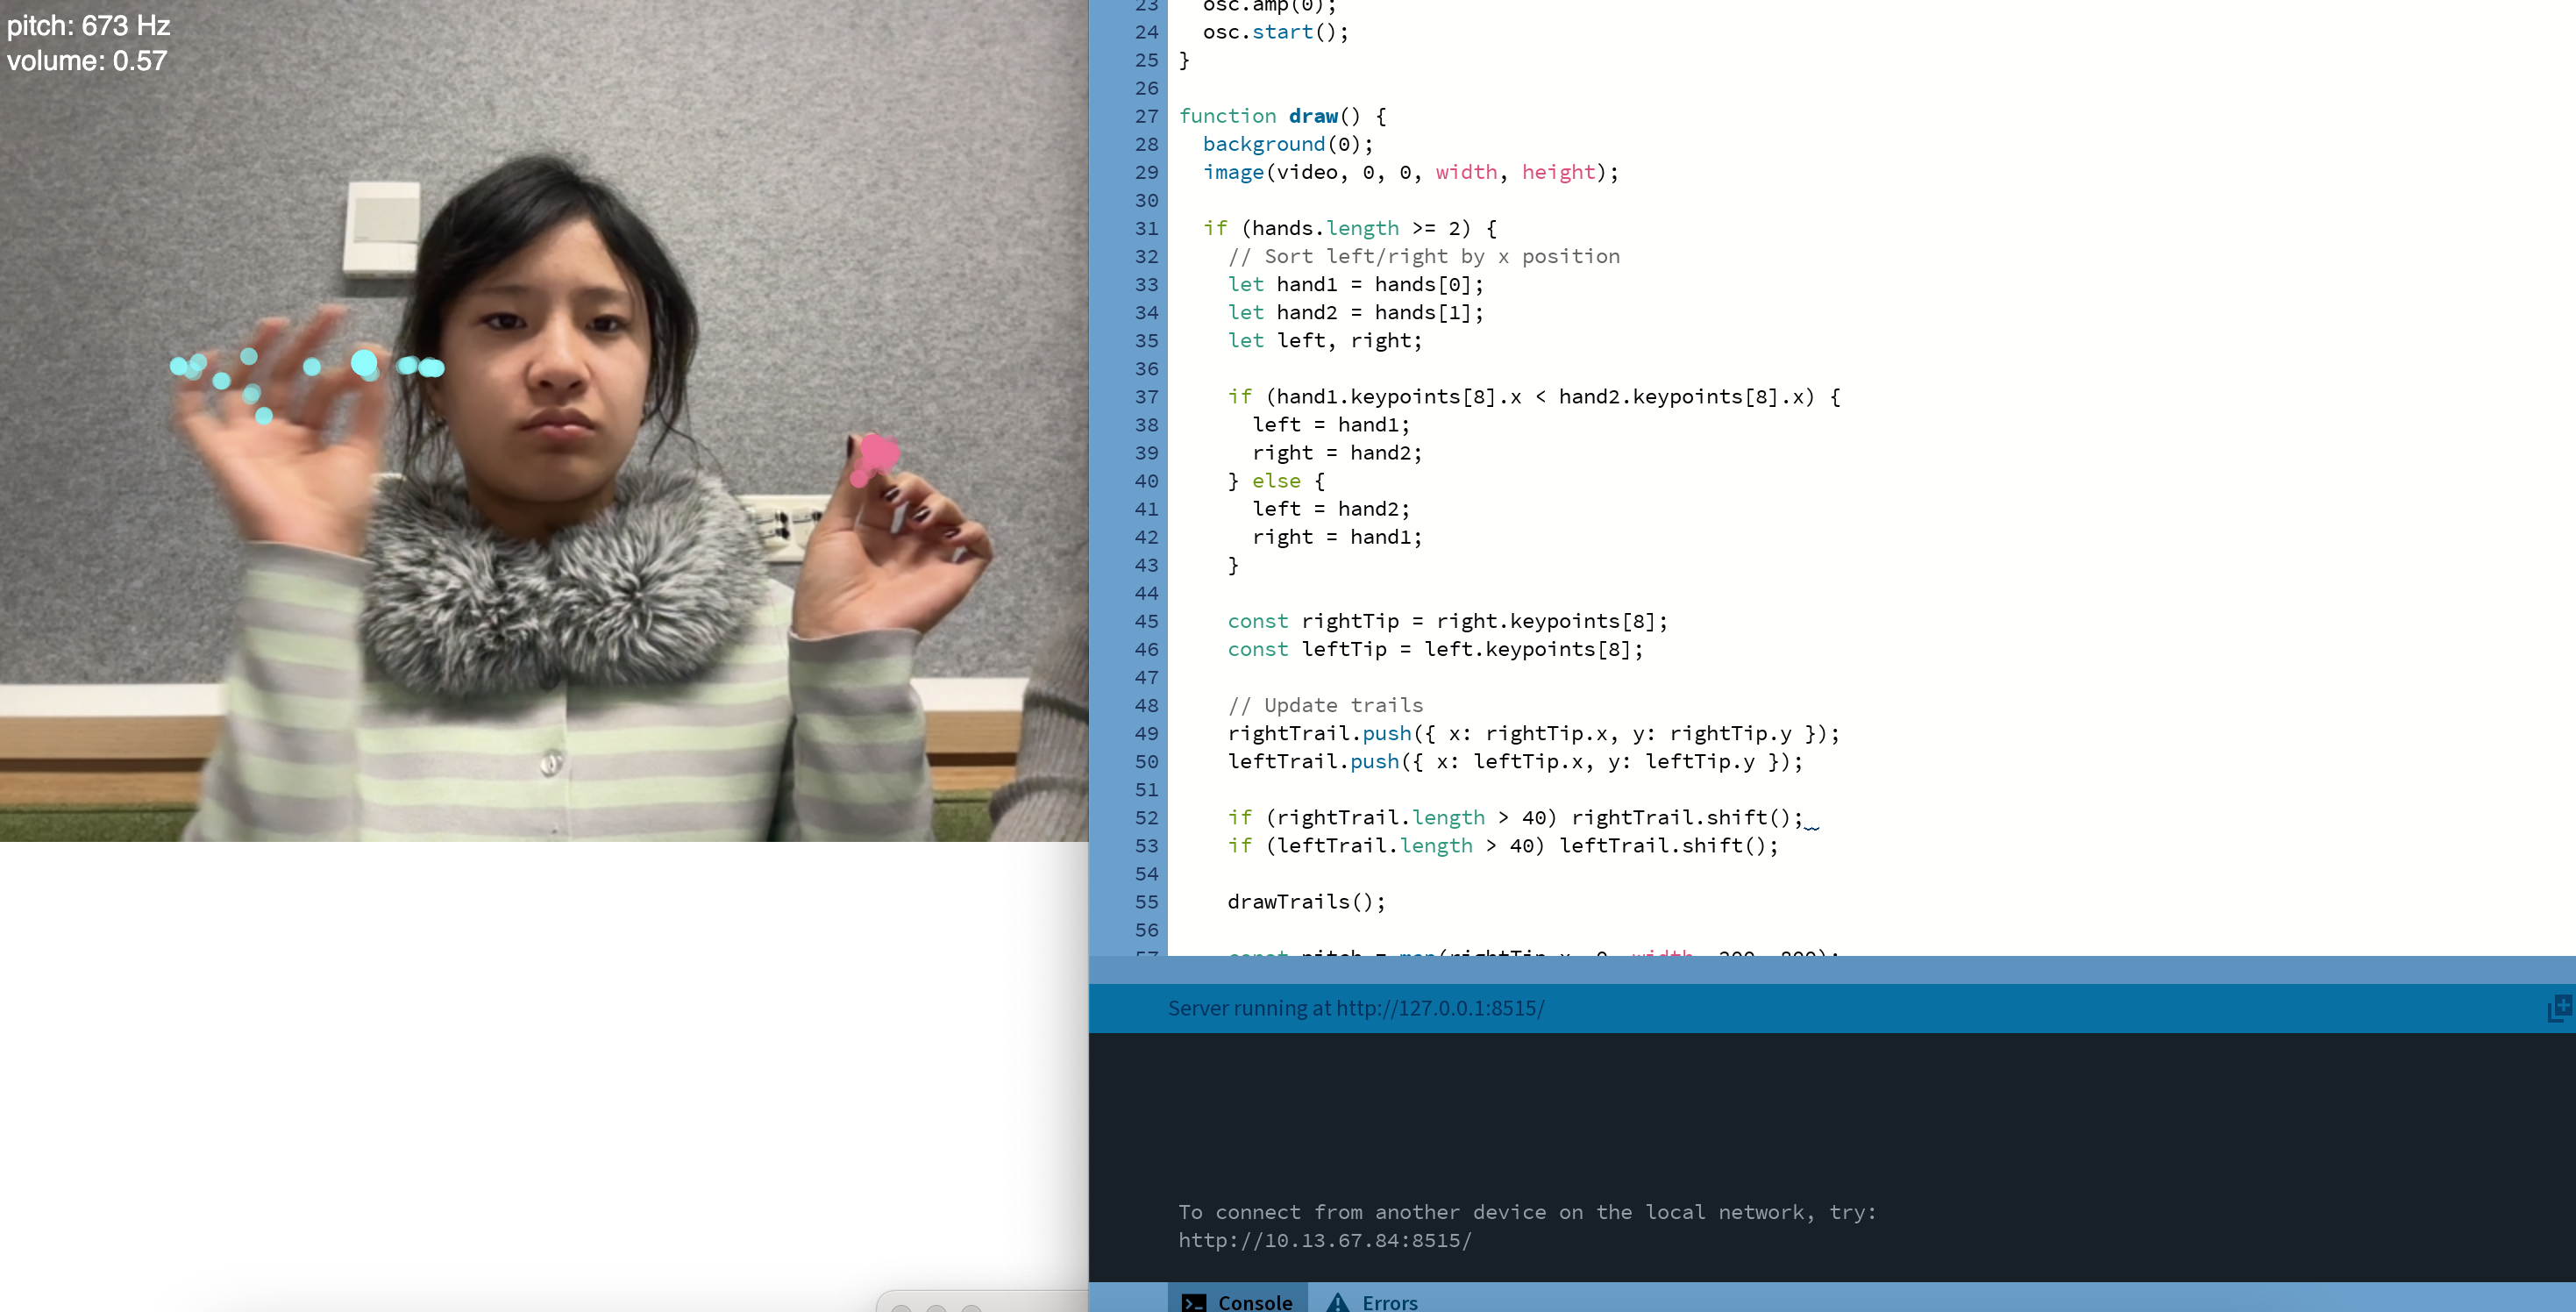 pitch: 673 Hz
volume: 0.57
23 osc.amp(0);
24 osc.start();
25 }
26
27 function draw() {
28 background(0);
29 image(video, 0, 0, width, height);
30
31 if (hands.length >= 2) {
32 // Sort left/right by x position
33 let hand1 = hands[0];
34 let hand2 = hands[1];
35 let left, right;
36
37 if (hand1.keypoints[8].x < hand2.keypoints[8].x) {
38 left = hand1;
39 right = hand2;
40 } else {
41 left = hand2;
42 right = hand1;
43 }
44
45 const rightTip = right.keypoints[8];
46 const leftTip = left.keypoints[8];
47
48 // Update trails
49 rightTrail.push({ x: rightTip.x, y: rightTip.y });
50 leftTrail.push({ x: leftTip.x, y: leftTip.y });
51
52 if (rightTrail.length > 40) rightTrail.shift();
53 if (leftTrail.length > 40) leftTrail.shift();
54
55 drawTrails();
56
57 const pitch = map(rightTip.x, 0, width, 200, 800);
Server running at http://127.0.0.1:8515/
To connect from another device on the local network, try:
http://10.13.67.84:8515/
Console
Errors